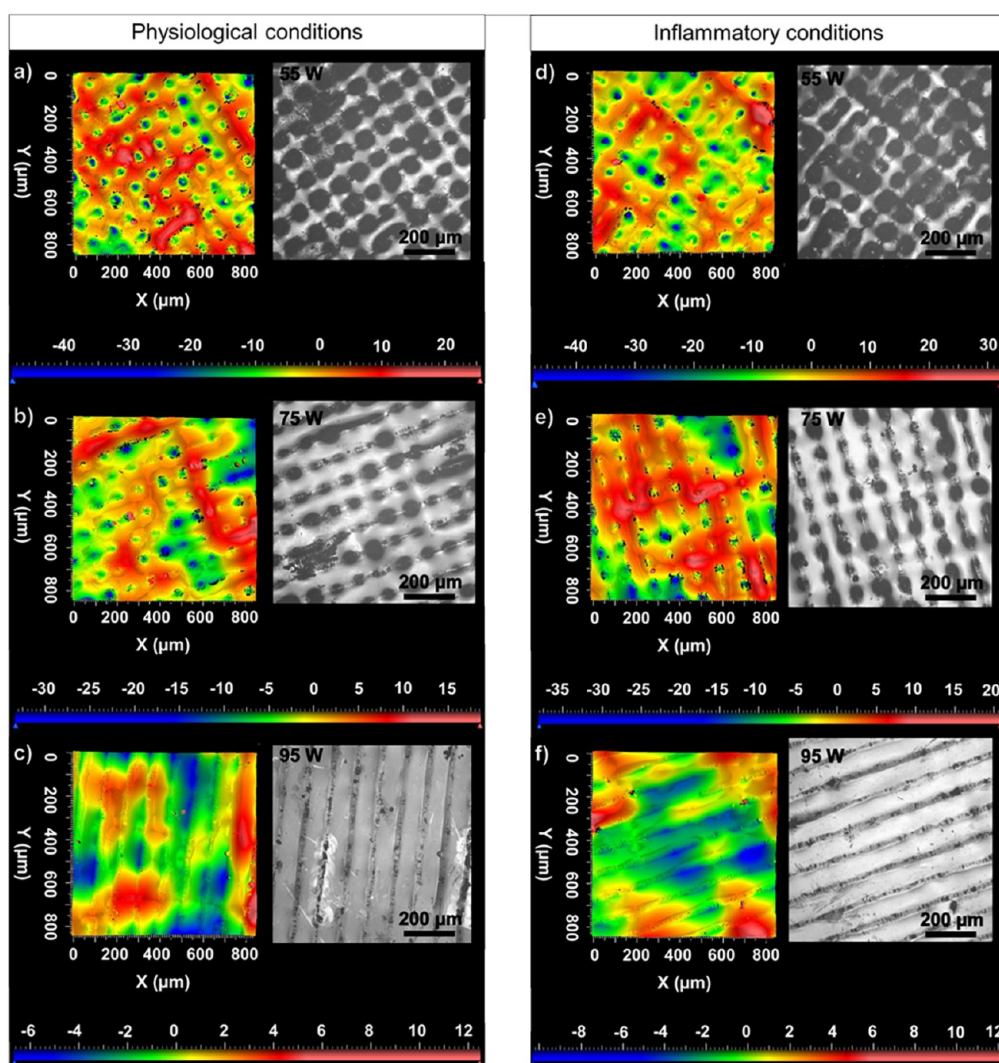 Physiological conditions
Inflammatory conditions
a)
0
200
400
600
800
Y (µm)
0 200 400 600 800
X (µm)
55 W
200 µm
-40 -30 -20 -10 0 10 20
d)
0
200
400
600
800
Y (µm)
0 200 400 600 800
X (µm)
55 W
200 µm
-40 -30 -20 -10 0 10 20 30
b)
0
200
400
600
800
Y (µm)
0 200 400 600 800
X (µm)
75 W
200 µm
-30 -25 -20 -15 -10 -5 0 5 10 15
e)
0
200
400
600
800
Y (µm)
0 200 400 600 800
X (µm)
75 W
200 µm
-35 -30 -25 -20 -15 -10 -5 0 5 10 15 20
c)
0
200
400
600
800
Y (µm)
0 200 400 600 800
X (µm)
95 W
200 µm
-6 -4 -2 0 2 4 6 8 10 12
f)
0
200
400
600
800
Y (µm)
0 200 400 600 800
X (µm)
95 W
200 µm
-8 -6 -4 -2 0 2 4 6 8 10 12